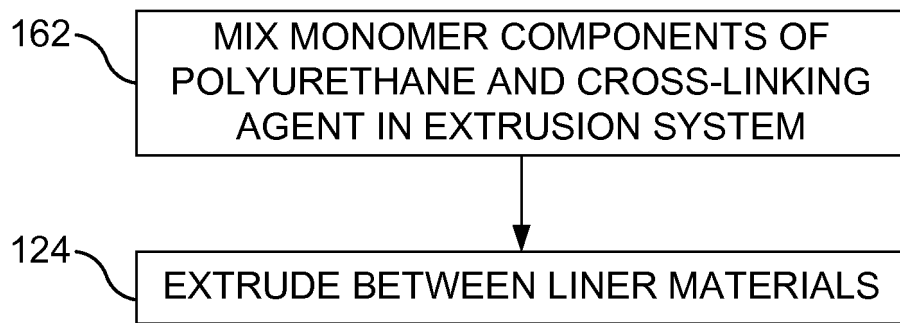 162
MIX MONOMER COMPONENTS OF
POLYURETHANE AND CROSS-LINKING
AGENT IN EXTRUSION SYSTEM
124
EXTRUDE BETWEEN LINER MATERIALS